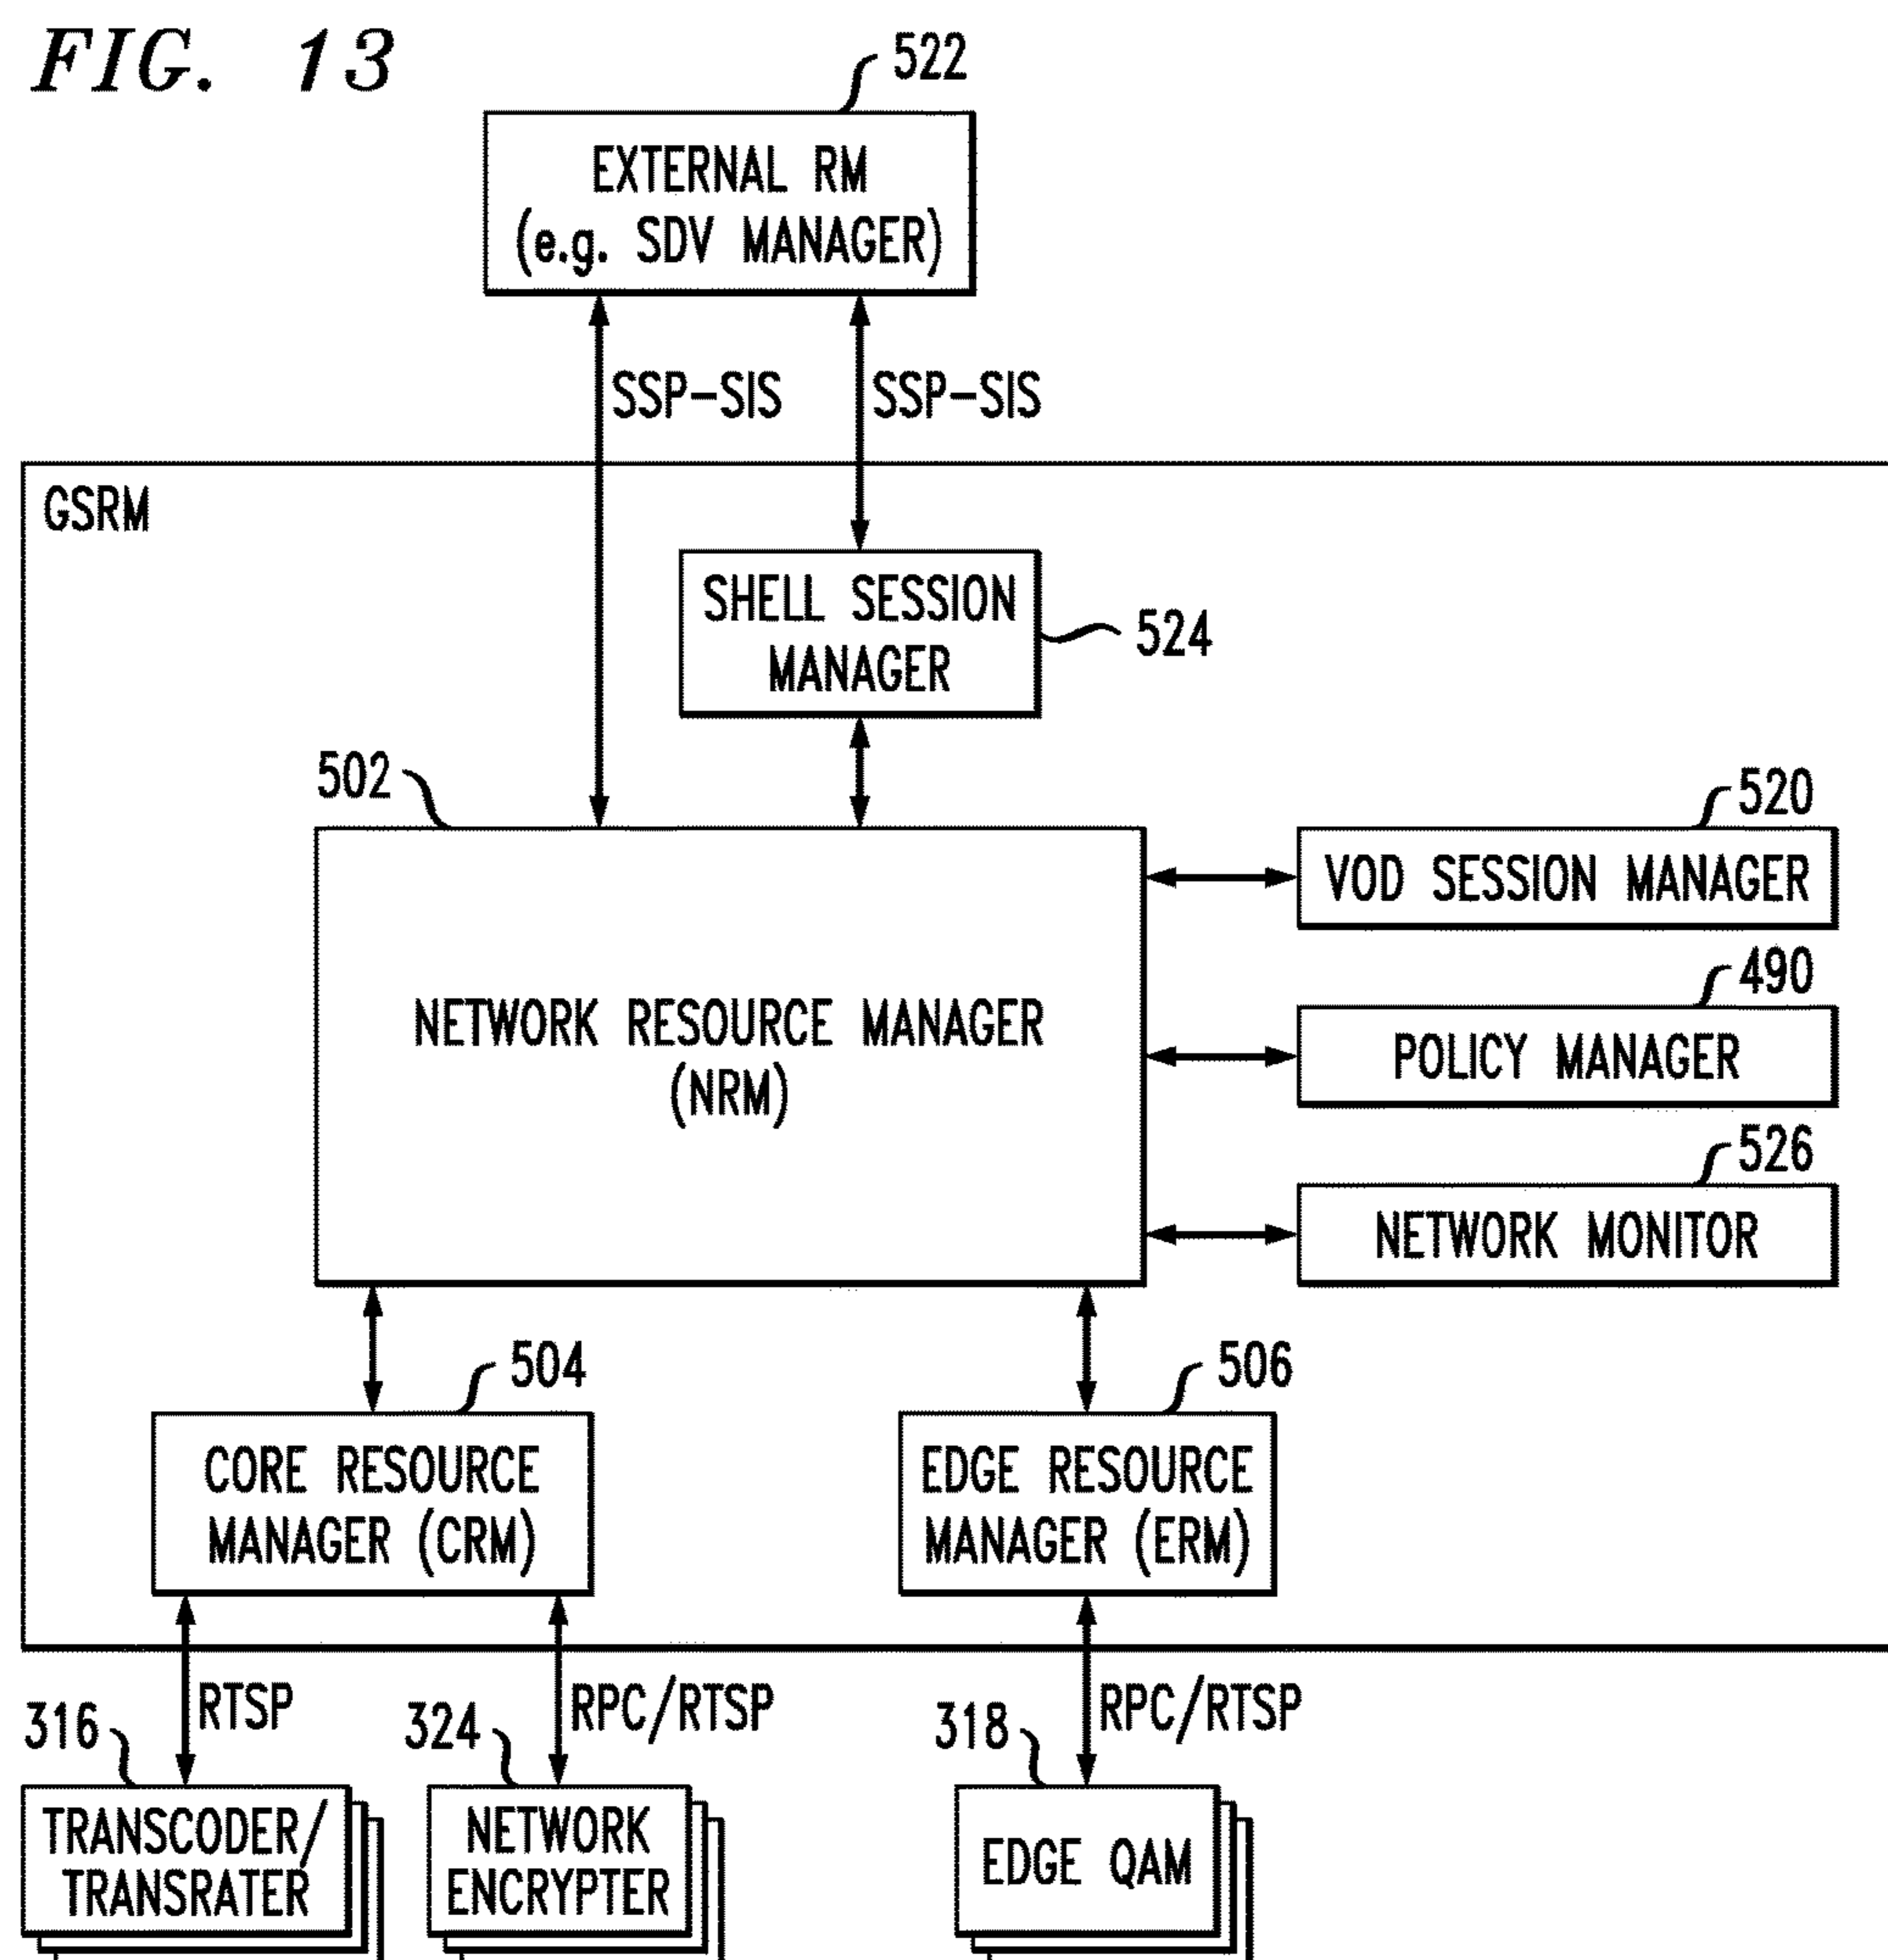 FIG. 13
522
EXTERNAL RM
(e.g. SDV MANAGER)
SSP-SIS
SSP-SIS
GSRM
SHELL SESSION
MANAGER
524
502
NETWORK RESOURCE MANAGER
(NRM)
520
VOD SESSION MANAGER
490
POLICY MANAGER
526
NETWORK MONITOR
504
CORE RESOURCE
MANAGER (CRM)
506
EDGE RESOURCE
MANAGER (ERM)
RTSP
RPC/RTSP
RPC/RTSP
316
TRANSCODER/
TRANSRATER
324
NETWORK
ENCRYPTER
318
EDGE QAM